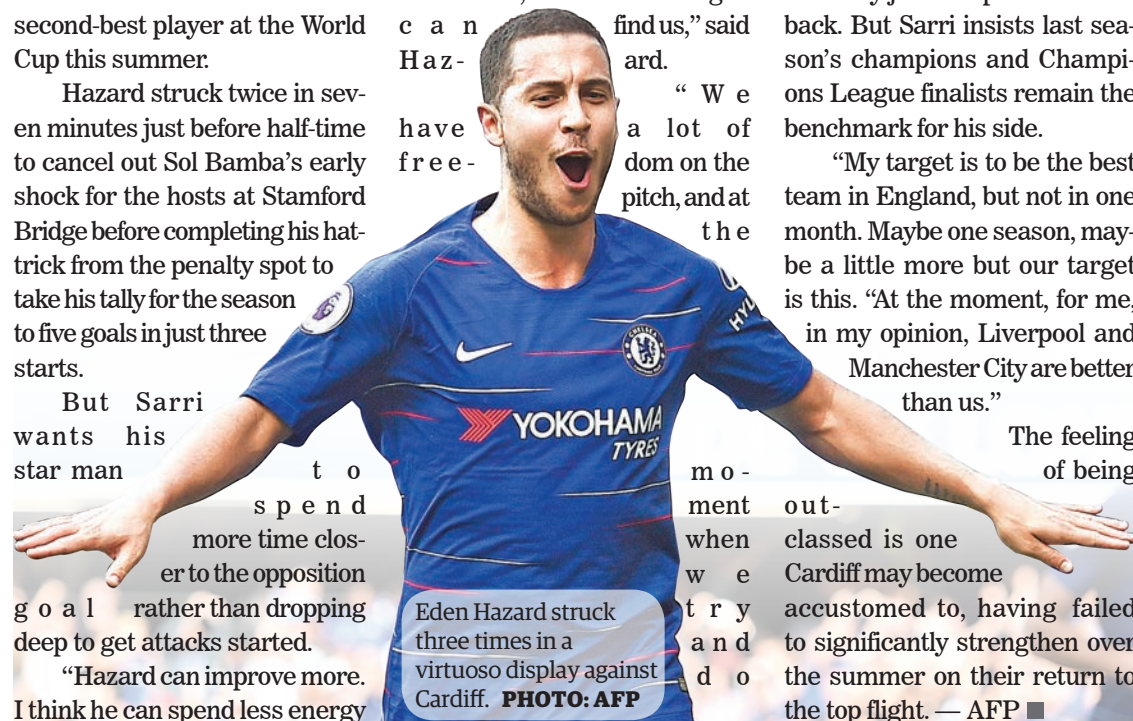 second-best player at the World
Cup this summer.
Hazard struck twice in sev-
en minutes just before half-time
to cancel out Sol Bamba’s early
shock for the hosts at Stamford
Bridge before completing his hat-
trick from the penalty spot to
take his tally for the season
to five goals in just three
starts.
But Sarri
wants his
star man to
spend
more time clos-
er to the opposition
goal rather than dropping
deep to get attacks started.
“Hazard can improve more.
I think he can spend less energy
can find us,” said
Haz- ard.
“We
have a lot of
free- dom on the
pitch, and at
the
mo-
ment
when
we
try
and
do
back. But Sarri insists last sea-
son’s champions and Champi-
ons League finalists remain the
benchmark for his side.
“My target is to be the best
team in England, but not in one
month. Maybe one season, may-
be a little more but our target
is this. “At the moment, for me,
in my opinion, Liverpool and
Manchester City are better
than us.”
The feeling
of being
out-
classed is one
Cardiff may become
accustomed to, having failed
to significantly strengthen over
the summer on their return to
the top flight. — AFP
HYU
CHELSEA
YOKOHAMA
TYRES
Eden Hazard struck
three times in a
virtuoso display against
Cardiff. PHOTO: AFP